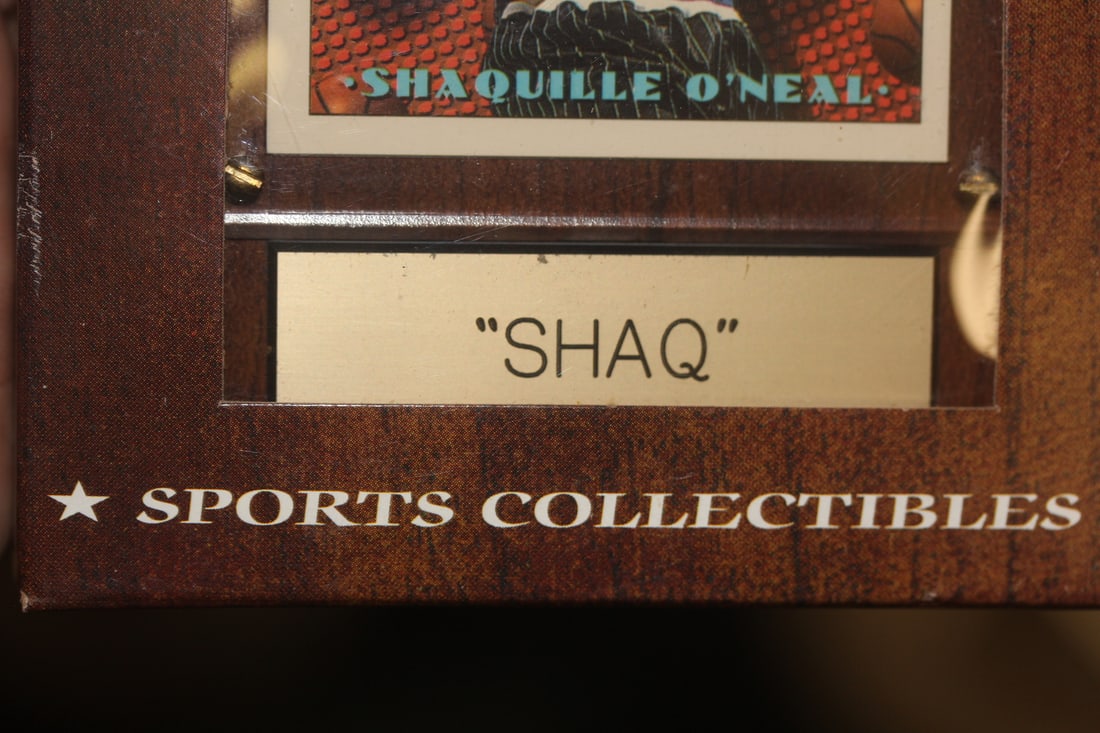 ·SHAQUILLE O'NEAL·
"SHAQ"
★ SPORTS COLLECTIBLES